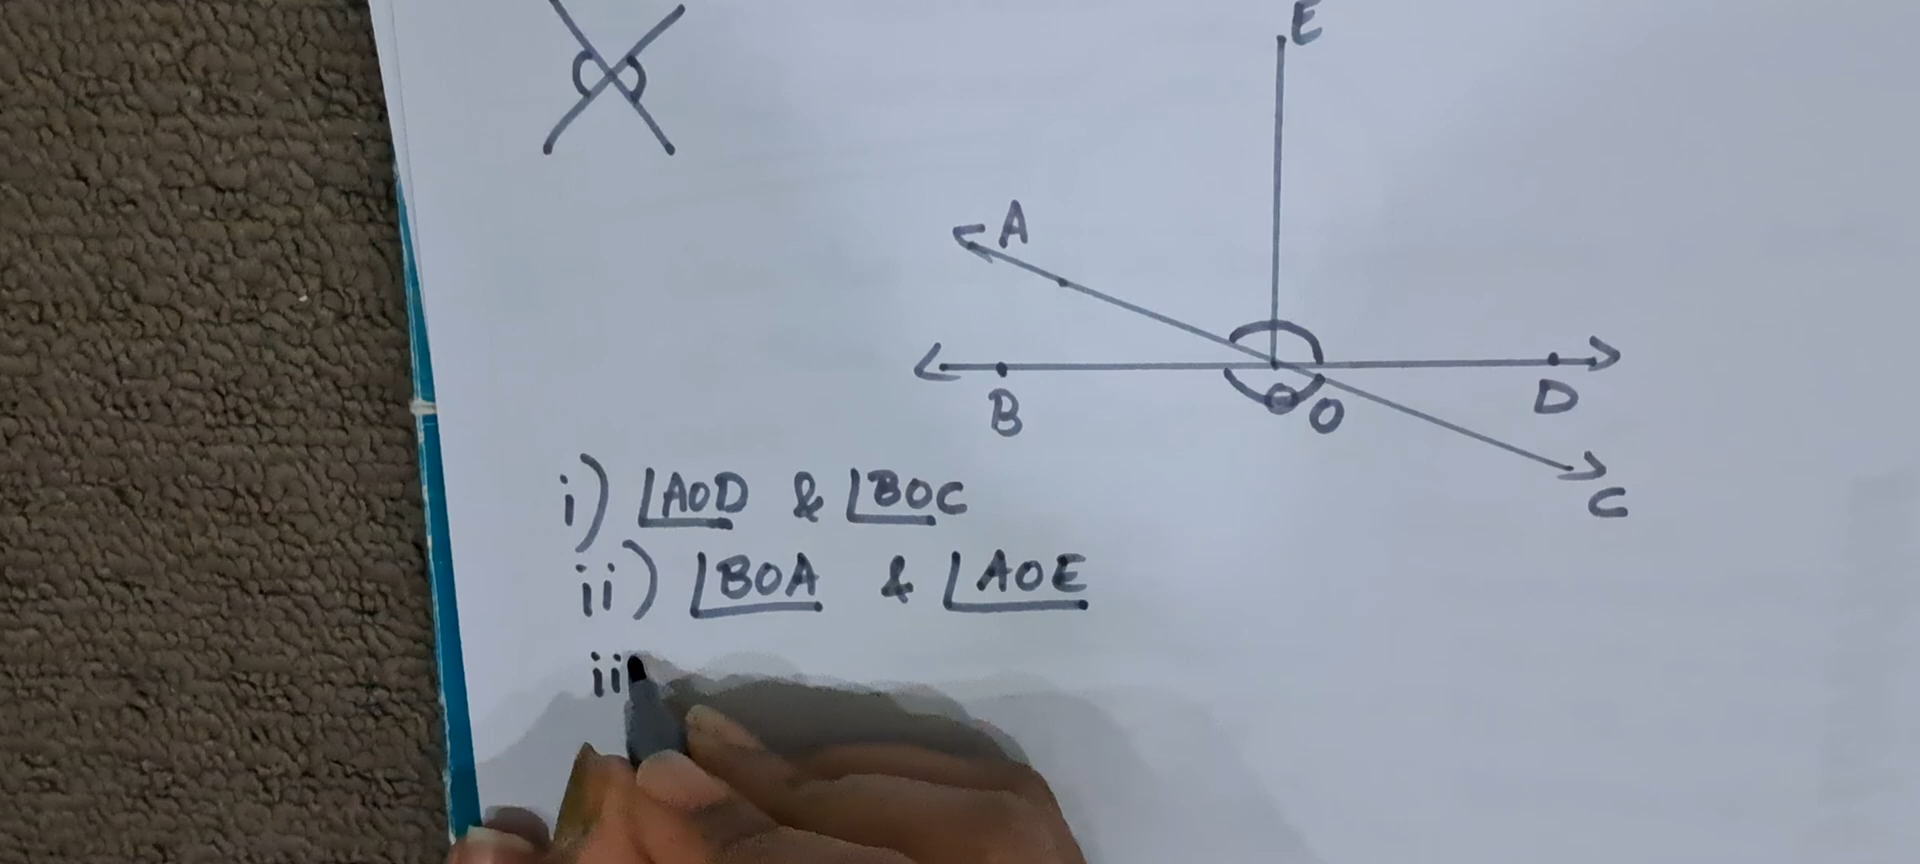 E
A
B
O
D
C
i) ∠AOD & ∠BOC
ii) ∠BOA & ∠AOE
ii